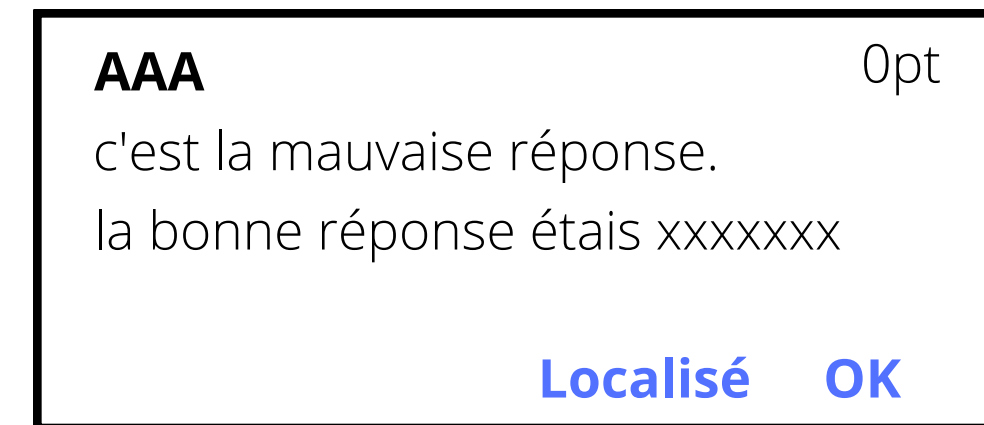 AAA 0pt
c'est la mauvaise réponse.
la bonne réponse étais xxxxxxx
Localisé OK